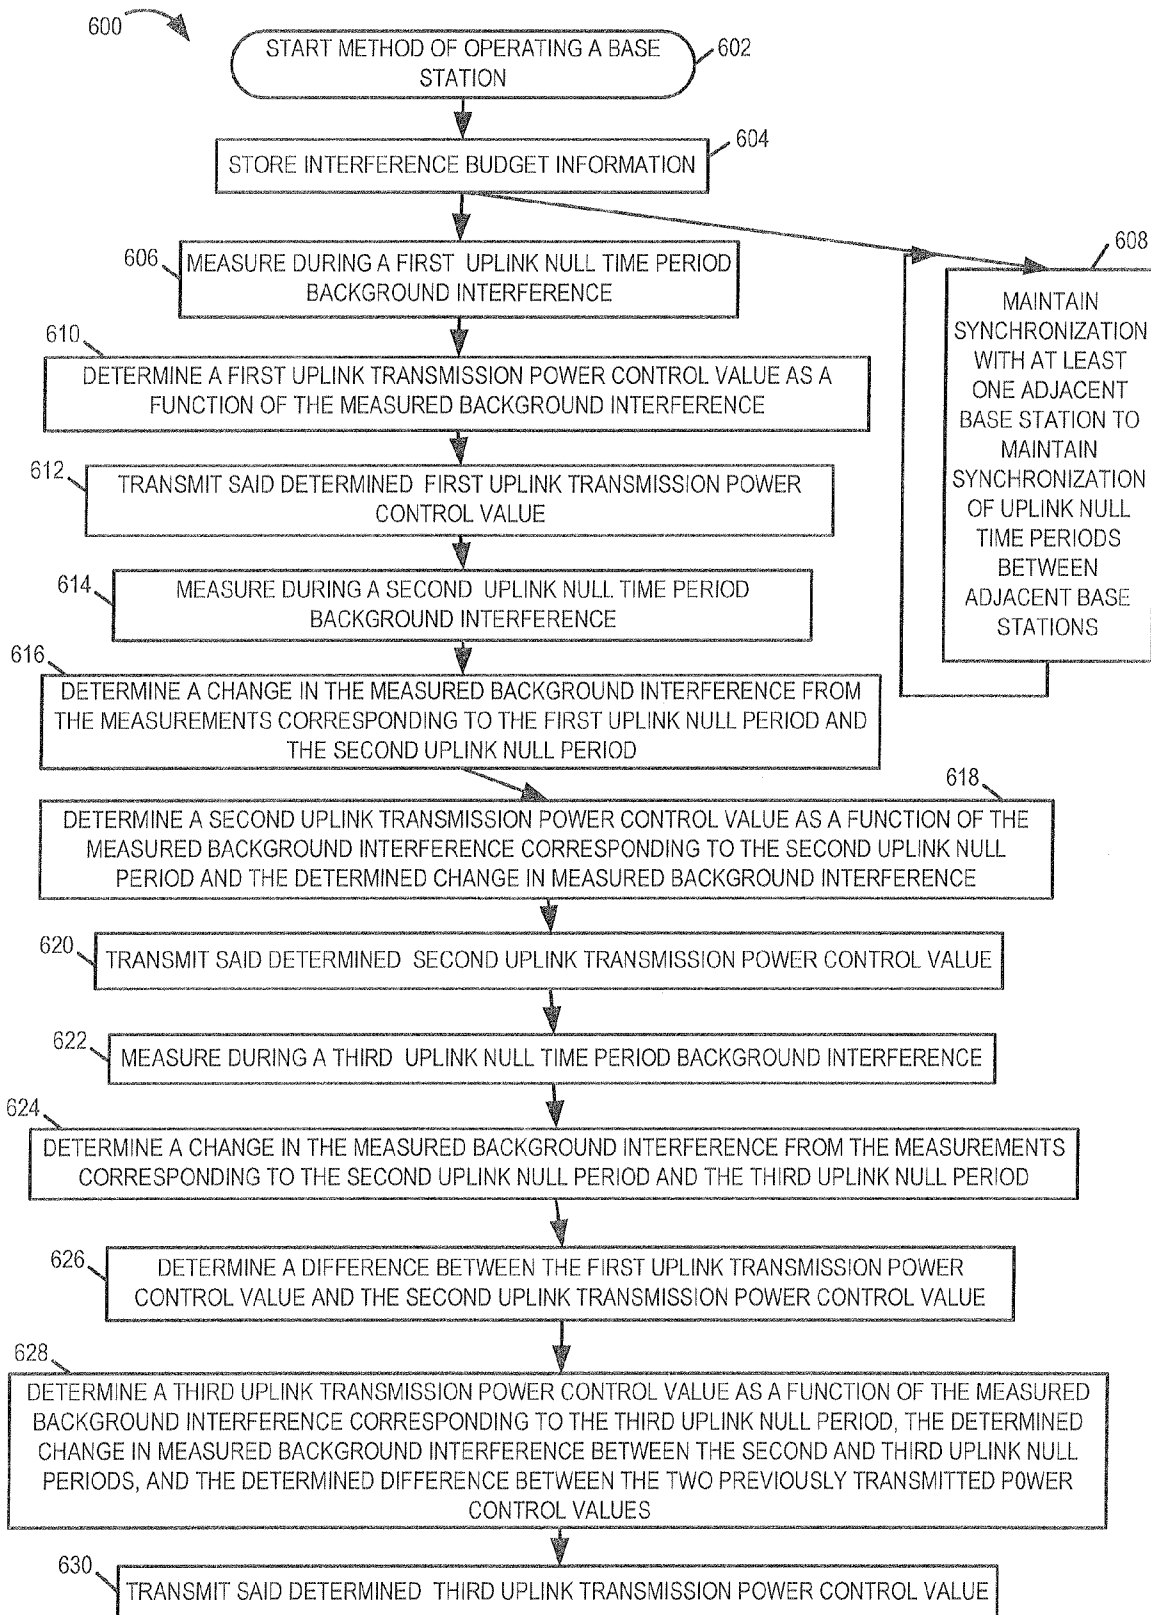 600
START METHOD OF OPERATING A BASE
STATION
602
STORE INTERFERENCE BUDGET INFORMATION
604
606
MEASURE DURING A FIRST UPLINK NULL TIME PERIOD
BACKGROUND INTERFERENCE
608
MAINTAIN
SYNCHRONIZATION
WITH AT LEAST
ONE ADJACENT
BASE STATION TO
MAINTAIN
SYNCHRONIZATION
OF UPLINK NULL
TIME PERIODS
BETWEEN
ADJACENT BASE
STATIONS
610
DETERMINE A FIRST UPLINK TRANSMISSION POWER CONTROL VALUE AS A
FUNCTION OF THE MEASURED BACKGROUND INTERFERENCE
612
TRANSMIT SAID DETERMINED FIRST UPLINK TRANSMISSION POWER
CONTROL VALUE
614
MEASURE DURING A SECOND UPLINK NULL TIME PERIOD
BACKGROUND INTERFERENCE
616
DETERMINE A CHANGE IN THE MEASURED BACKGROUND INTERFERENCE FROM
THE MEASUREMENTS CORRESPONDING TO THE FIRST UPLINK NULL PERIOD AND
THE SECOND UPLINK NULL PERIOD
618
DETERMINE A SECOND UPLINK TRANSMISSION POWER CONTROL VALUE AS A FUNCTION OF THE
MEASURED BACKGROUND INTERFERENCE CORRESPONDING TO THE SECOND UPLINK NULL
PERIOD AND THE DETERMINED CHANGE IN MEASURED BACKGROUND INTERFERENCE
620
TRANSMIT SAID DETERMINED SECOND UPLINK TRANSMISSION POWER CONTROL VALUE
622
MEASURE DURING A THIRD UPLINK NULL TIME PERIOD BACKGROUND INTERFERENCE
624
DETERMINE A CHANGE IN THE MEASURED BACKGROUND INTERFERENCE FROM THE MEASUREMENTS
CORRESPONDING TO THE SECOND UPLINK NULL PERIOD AND THE THIRD UPLINK NULL PERIOD
626
DETERMINE A DIFFERENCE BETWEEN THE FIRST UPLINK TRANSMISSION POWER
CONTROL VALUE AND THE SECOND UPLINK TRANSMISSION POWER CONTROL VALUE
628
DETERMINE A THIRD UPLINK TRANSMISSION POWER CONTROL VALUE AS A FUNCTION OF THE MEASURED
BACKGROUND INTERFERENCE CORRESPONDING TO THE THIRD UPLINK NULL PERIOD, THE DETERMINED
CHANGE IN MEASURED BACKGROUND INTERFERENCE BETWEEN THE SECOND AND THIRD UPLINK NULL
PERIODS, AND THE DETERMINED DIFFERENCE BETWEEN THE TWO PREVIOUSLY TRANSMITTED P0WER
CONTROL VALUES
630
TRANSMIT SAID DETERMINED THIRD UPLINK TRANSMISSION POWER CONTROL VALUE